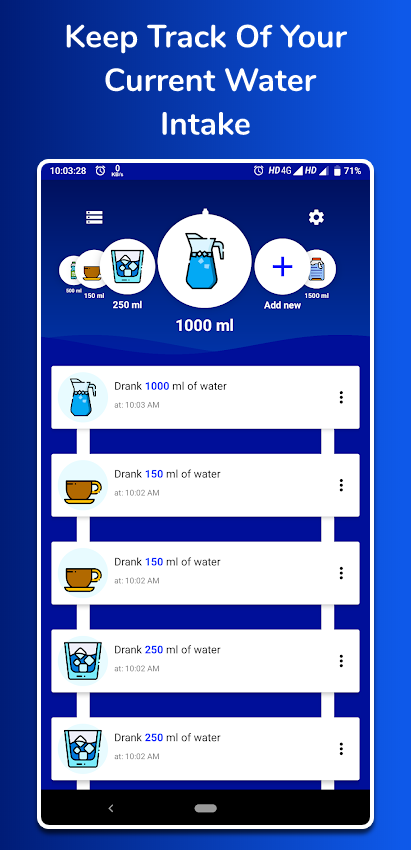 Keep Track Of Your
Current Water
Intake
10:03:28 0 KB/s HD 4G HD 71%
500 ml
150 ml
250 ml
1000 ml
Add new
1500 ml
Drank 1000 ml of water
at: 10:03 AM
Drank 150 ml of water
at: 10:02 AM
Drank 150 ml of water
at: 10:02 AM
Drank 250 ml of water
at: 10:02 AM
Drank 250 ml of water
at: 10:02 AM